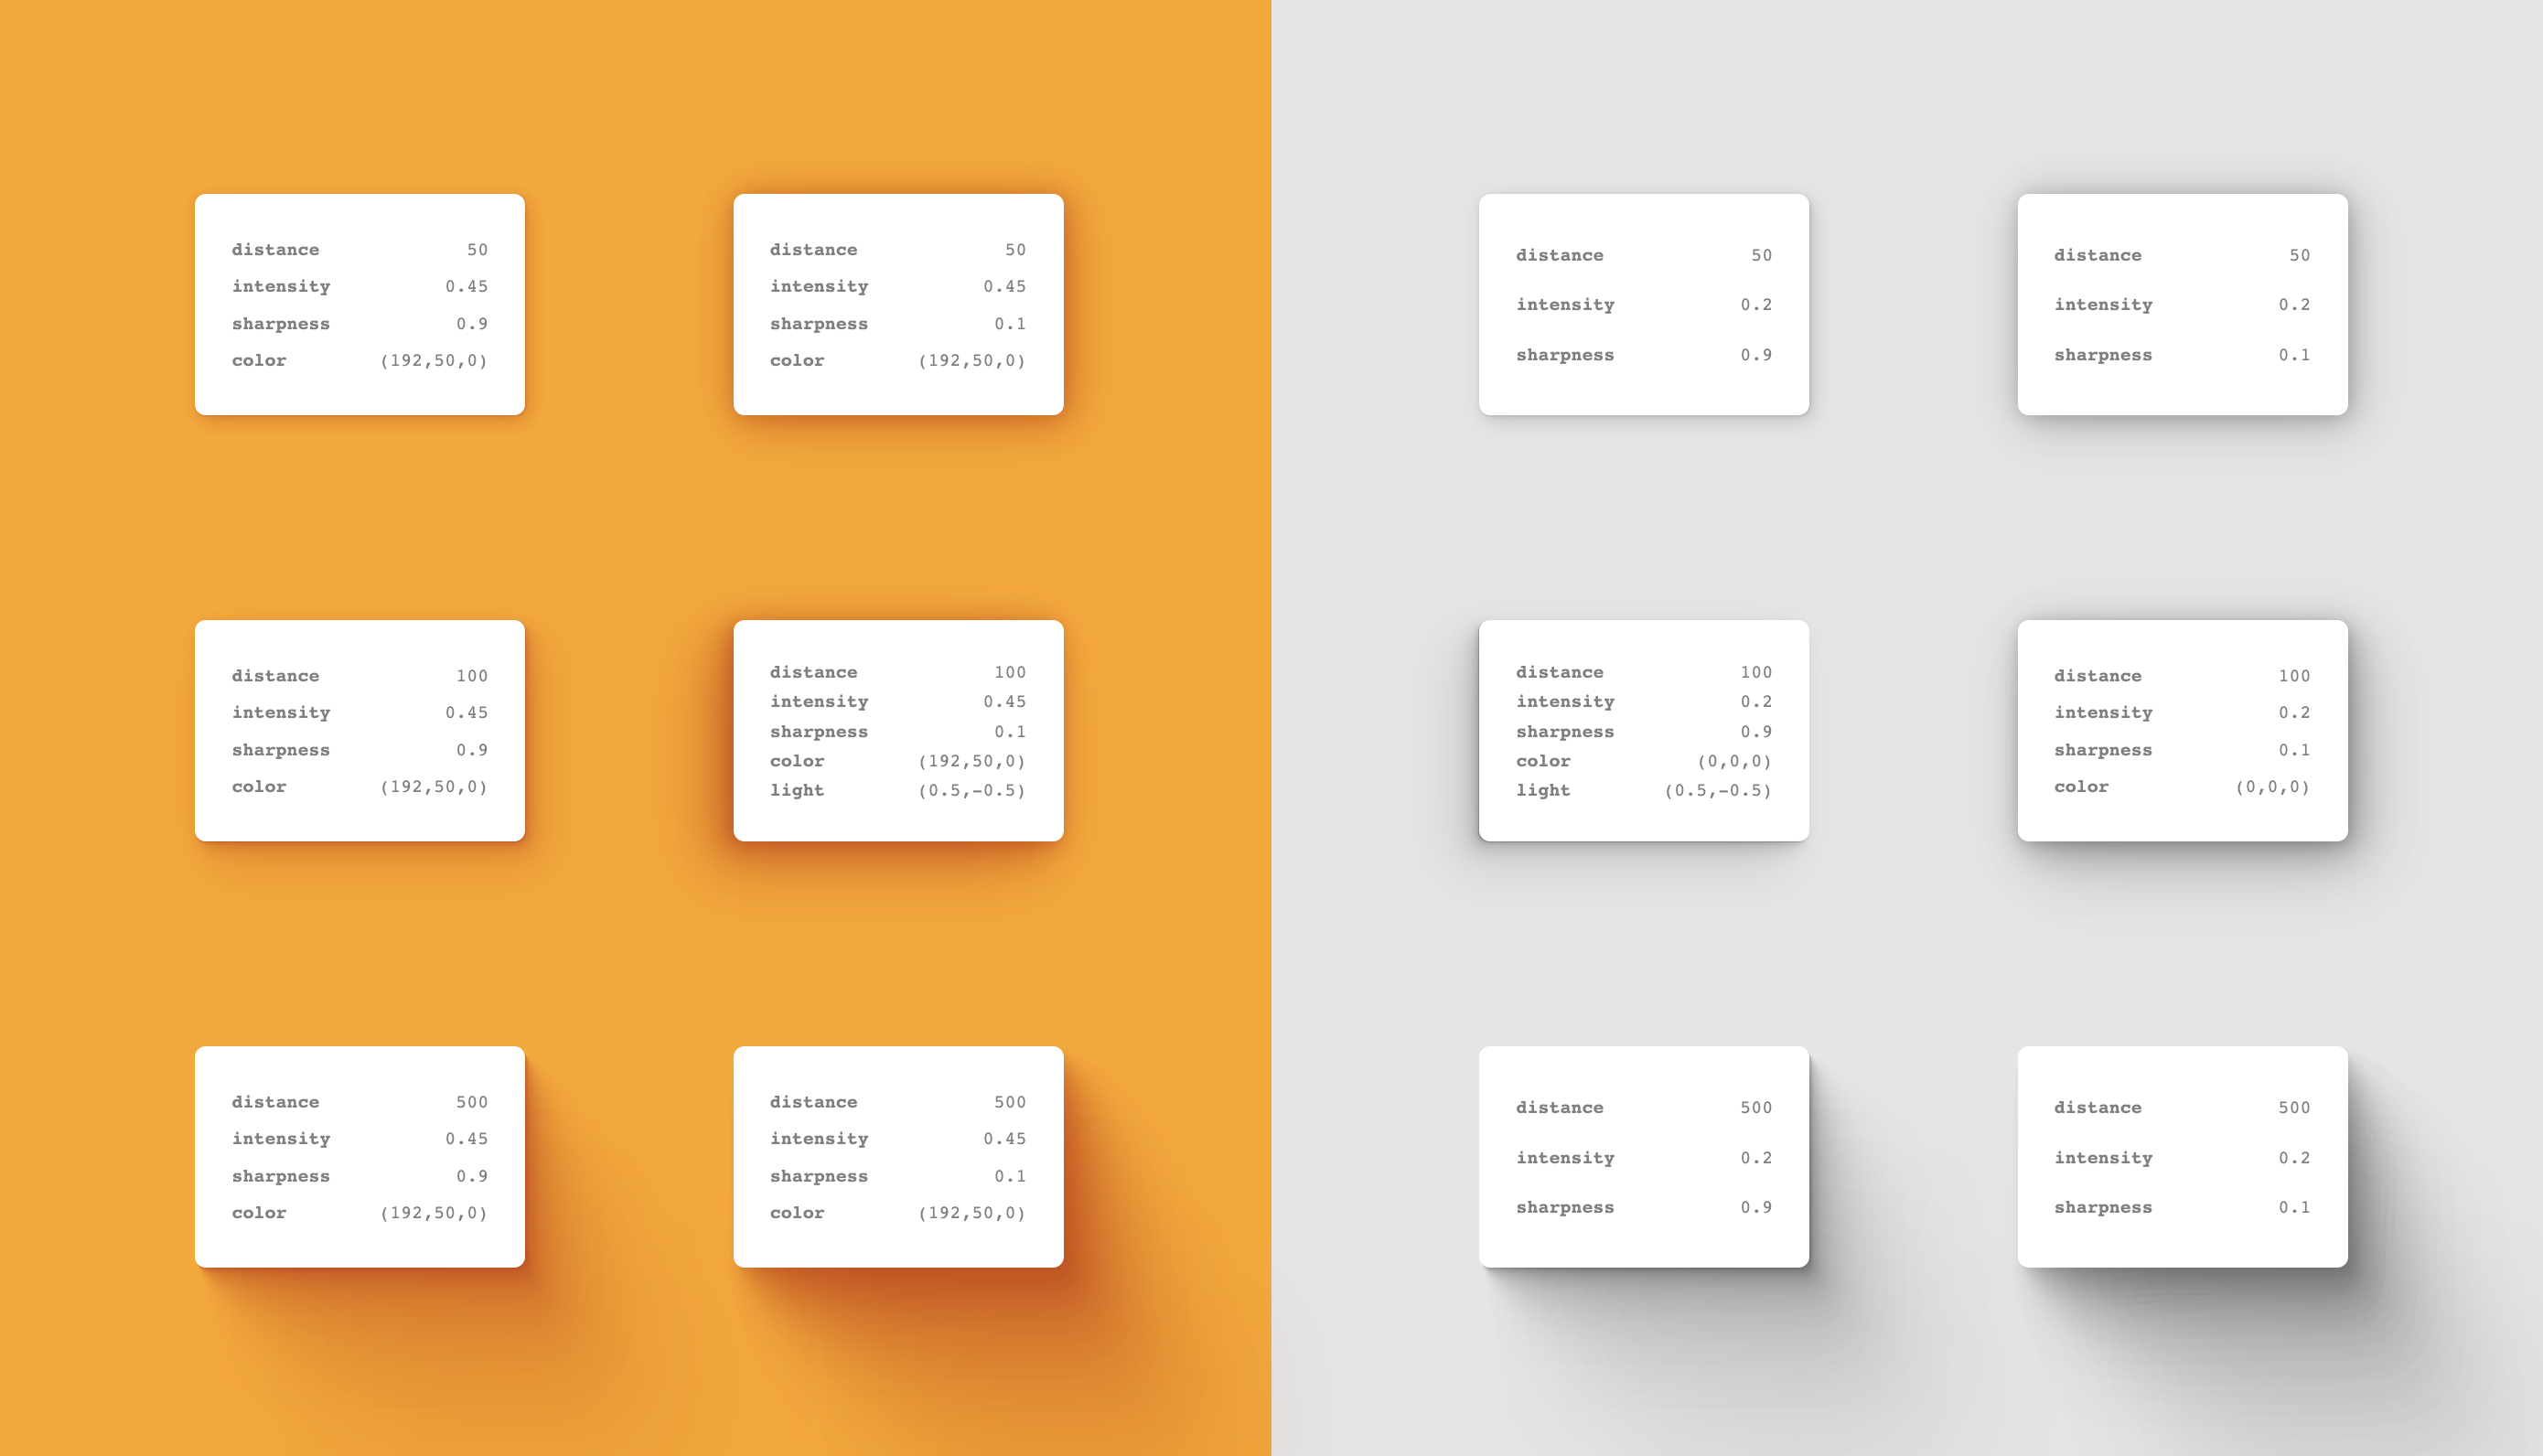 distance 50
intensity 0.45
sharpness 0.9
color (192,50,0)
distance 50
intensity 0.45
sharpness 0.1
color (192,50,0)
distance 50
intensity 0.2
sharpness 0.9
distance 50
intensity 0.2
sharpness 0.1
distance 100
intensity 0.45
sharpness 0.9
color (192,50,0)
distance 100
intensity 0.45
sharpness 0.1
color (192,50,0)
light (0.5,-0.5)
distance 100
intensity 0.2
sharpness 0.9
color (0,0,0)
light (0.5,-0.5)
distance 100
intensity 0.2
sharpness 0.1
color (0,0,0)
distance 500
intensity 0.45
sharpness 0.9
color (192,50,0)
distance 500
intensity 0.45
sharpness 0.1
color (192,50,0)
distance 500
intensity 0.2
sharpness 0.9
distance 500
intensity 0.2
sharpness 0.1